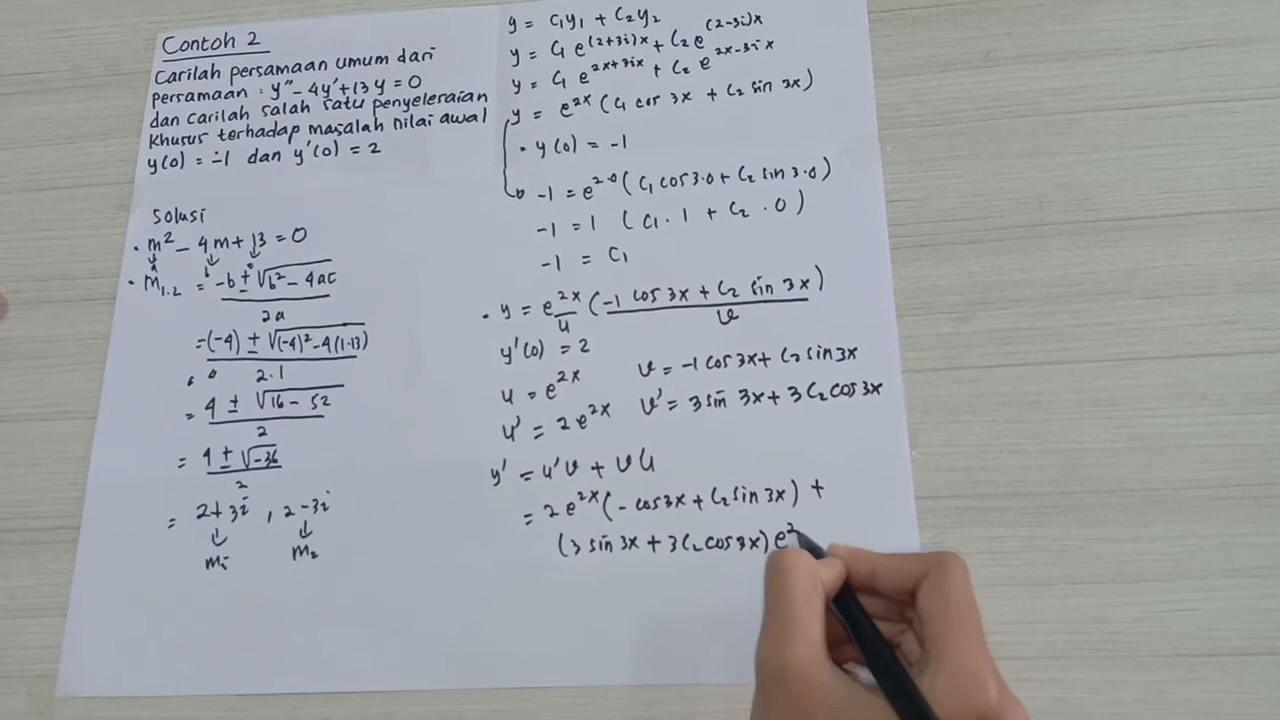 Contoh 2
Carilah persamaan umum dari
persamaan : y" - 4y' + 13y = 0
dan carilah salah satu penyeleraian
khusus terhadap masalah nilai awal
y(0) = -1 dan y'(0) = 2
Solusi
• m² - 4m + 13 = 0
a b c
• m₁.₂ = -b ± √b² - 4ac
2a
= (-4) ± √(-4)² - 4(1.13)
2.1
= 4 ± √16 - 52
2
= 4 ± √-36
2
= 2+3i , 2-3i
m₁ m₂
y = C₁y₁ + C₂y₂
y = C₁ e^(2+3i)x + C₂ e^(2-3i)x
y = C₁ e^2x+3ix + C₂ e^2x-3ix
y = e^2x (C₁ cos 3x + C₂ sin 3x)
• y(0) = -1
-1 = e^2.0 (C₁ cos 3.0 + C₂ sin 3.0)
-1 = 1 (C₁ . 1 + C₂ . 0)
-1 = C₁
• y = e^2x (-1 cos 3x + C₂ sin 3x)
u v
y'(0) = 2
u = e^2x v = -1 cos 3x + C₂ sin 3x
u' = 2e^2x v' = 3 sin 3x + 3C₂ cos 3x
y' = u'v + vu
= 2e^2x (- cos 3x + C₂ sin 3x) +
(3 sin 3x + 3C₂ cos 3x) e^2